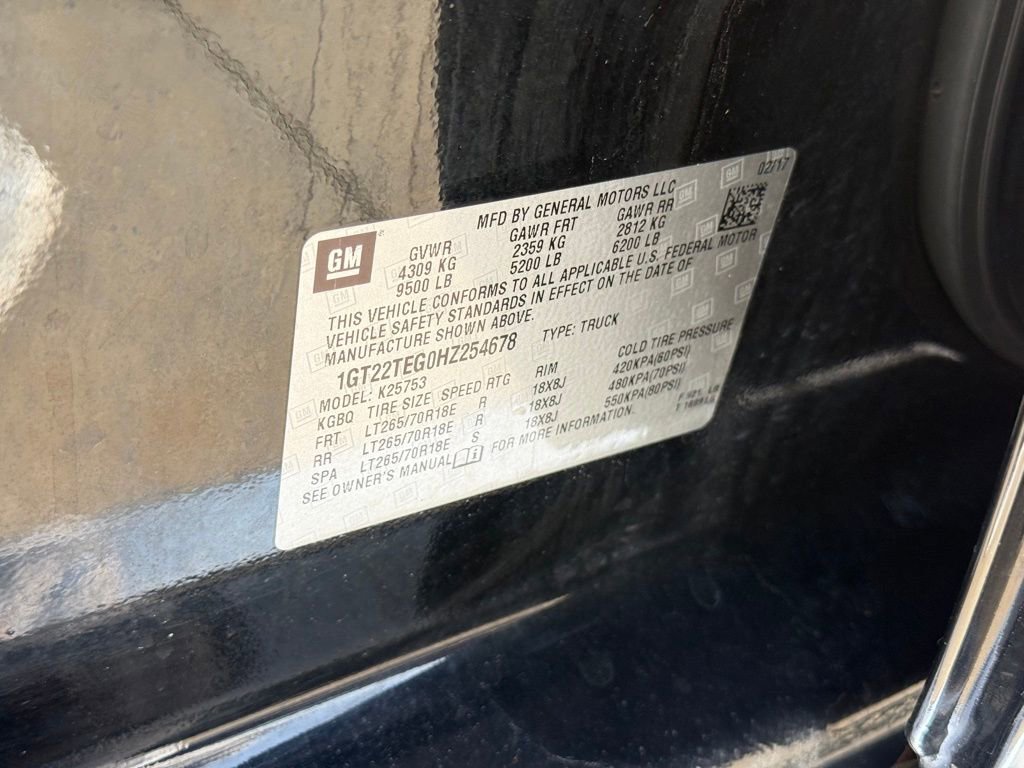 MFD BY GENERAL MOTORS LLC 02/17
GM
GVWR GAWR FRT GAWR RR
4309 KG 2359 KG 2812 KG
9500 LB 5200 LB 6200 LB
THIS VEHICLE CONFORMS TO ALL APPLICABLE U.S. FEDERAL MOTOR
VEHICLE SAFETY STANDARDS IN EFFECT ON THE DATE OF
MANUFACTURE SHOWN ABOVE.
1GT22TEG0HZ254678 TYPE: TRUCK
MODEL: K25753
KGBQ TIRE SIZE SPEED RTG RIM COLD TIRE PRESSURE
FRT LT265/70R18E R 18X8J 420KPA(60PSI)
RR LT265/70R18E R 18X8J 480KPA(70PSI)
SPA LT265/70R18E S 18X8J 550KPA(80PSI)
SEE OWNER'S MANUAL FOR MORE INFORMATION.